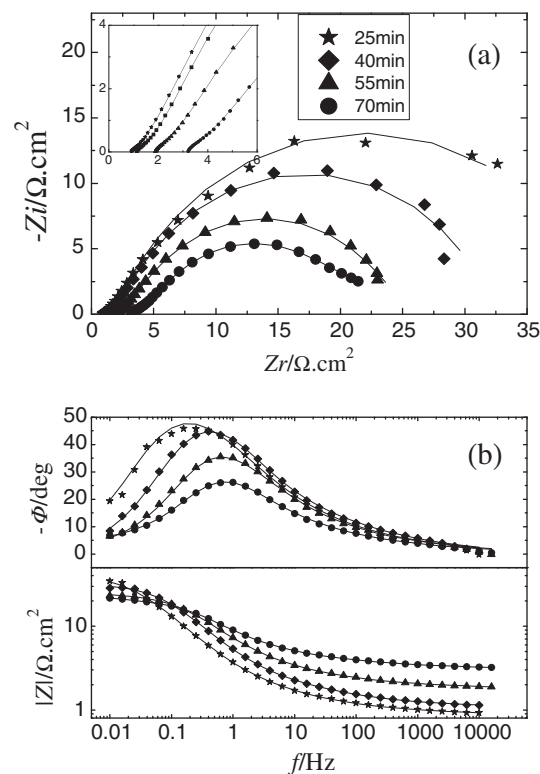 (a)
25min
40min
55min
70min
20
15
10
5
0
-Zi/Ω.cm²
4
2
0
0 2 4 6
0 5 10 15 20 25 30 35
Zr/Ω.cm²
(b)
50
40
30
20
10
0
-Φ/deg
10
1
|Z|/Ω.cm²
0.01 0.1 1 10 100 1000 10000
f/Hz